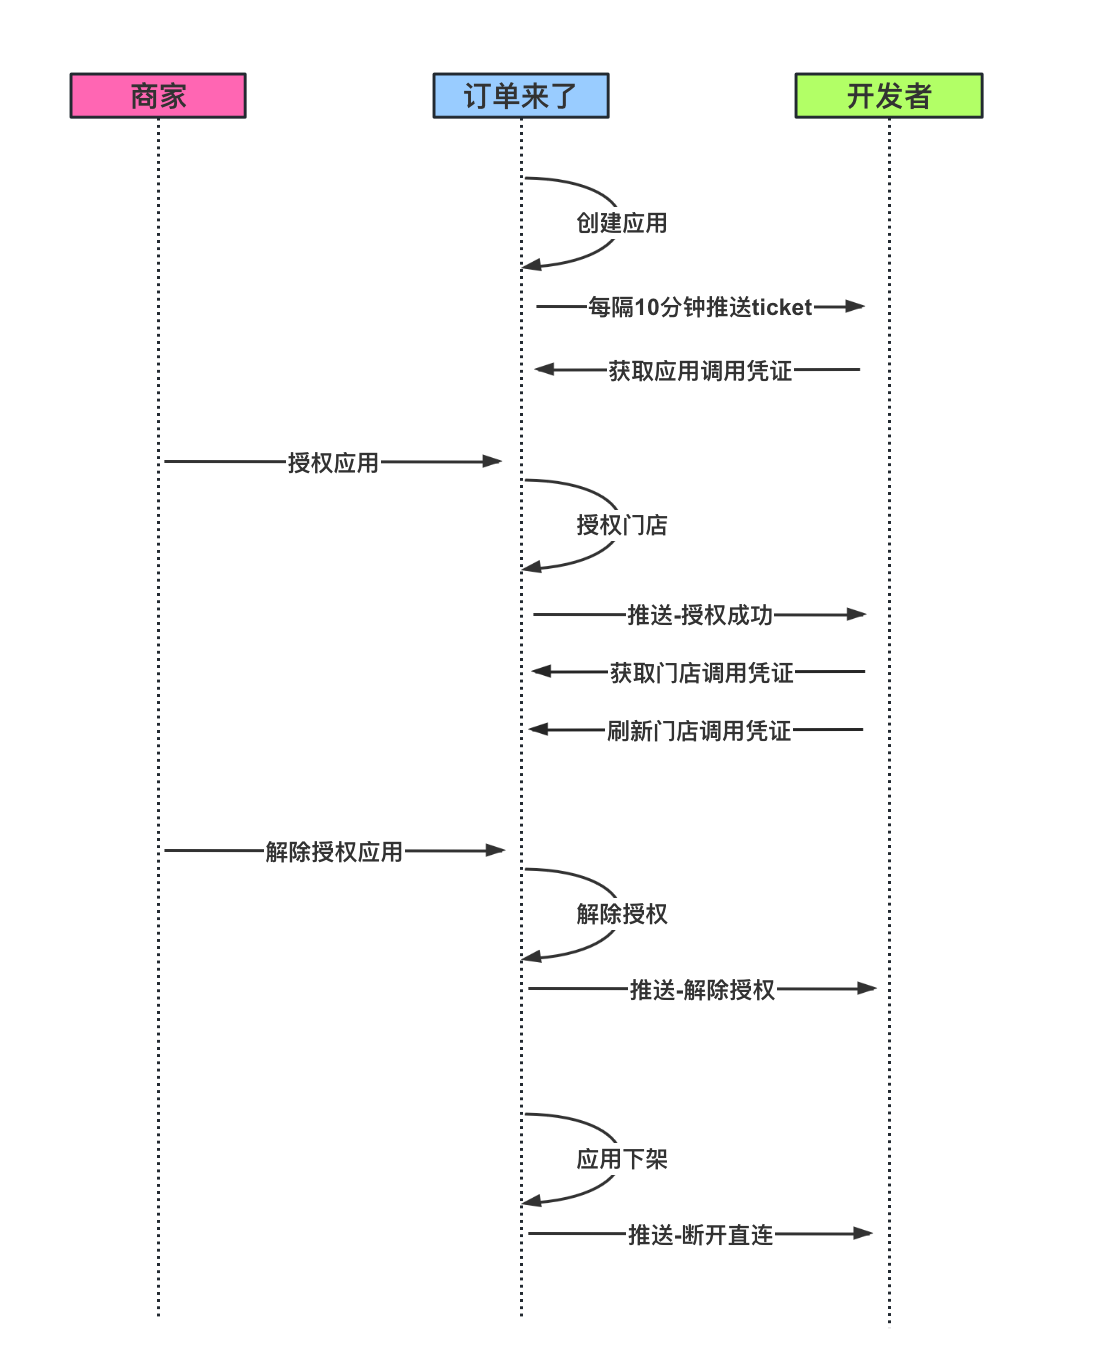 商家
订单来了
开发者
创建应用
每隔10分钟推送ticket
获取应用调用凭证
授权应用
授权门店
推送-授权成功
获取门店调用凭证
刷新门店调用凭证
解除授权应用
解除授权
推送-解除授权
应用下架
推送-断开直连